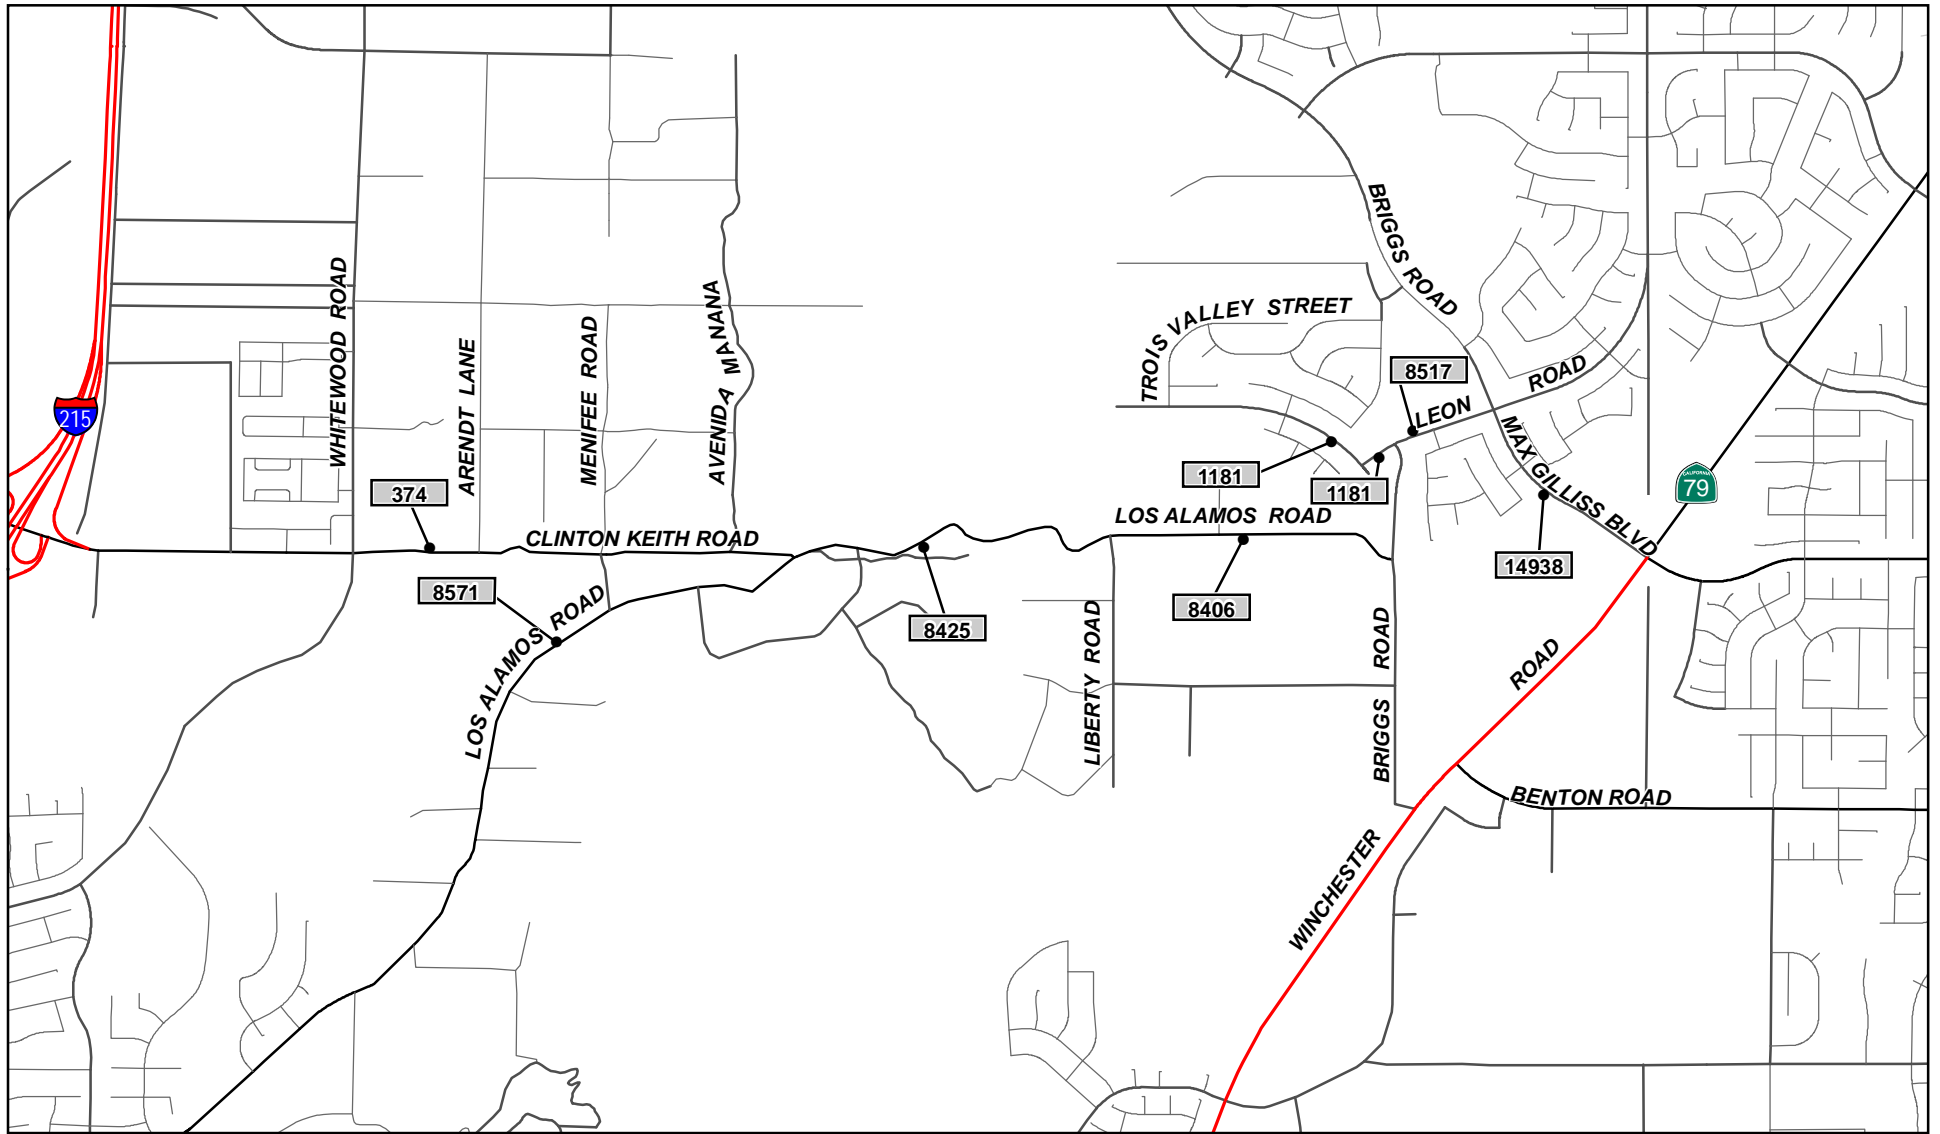 BRIGGS ROAD
WHITEWOOD ROAD
ARENDT LANE
MENIFEE ROAD
AVENIDA MANANA
TROIS VALLEY STREET
8517
LEON ROAD
215
MAX GILLISS BLVD
1181
1181
CALIFORNIA
79
374
LOS ALAMOS ROAD
CLINTON KEITH ROAD
14938
8571
8406
8425
LOS ALAMOS ROAD
LIBERTY ROAD
BRIGGS ROAD
WINCHESTER ROAD
BENTON ROAD